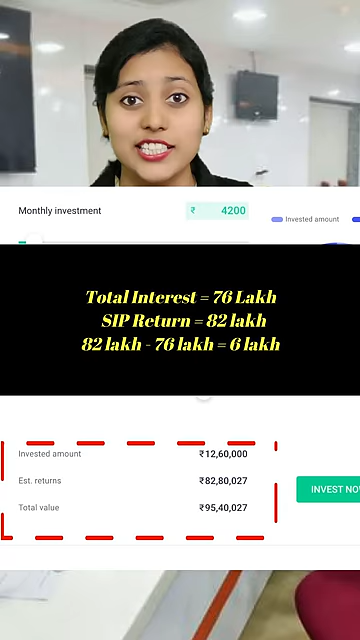 Monthly investment
₹ 4200
Invested amount
Total Interest = 76 Lakh
SIP Return = 82 lakh
82 lakh - 76 lakh = 6 lakh
Invested amount ₹12,60,000
Est. returns ₹82,80,027
Total value ₹95,40,027
INVEST NOW